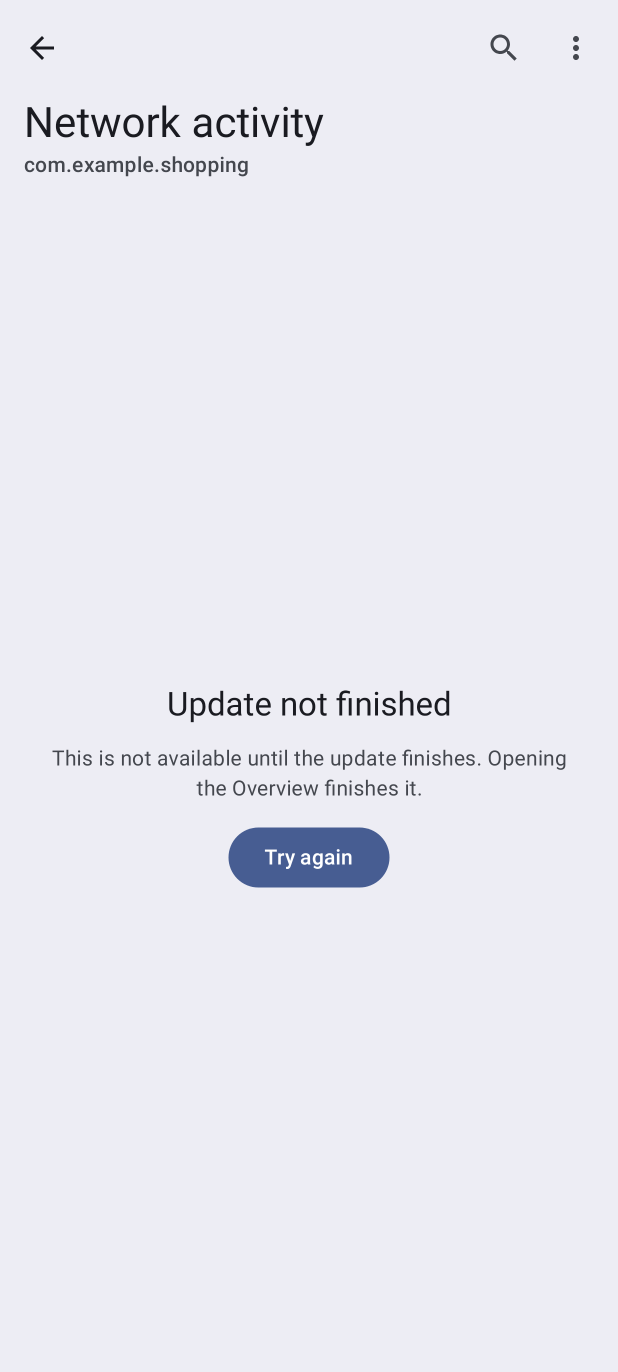 Network activity
com.example.shopping
Update not finished
This is not available until the update finishes. Opening
the Overview finishes it.
Try again